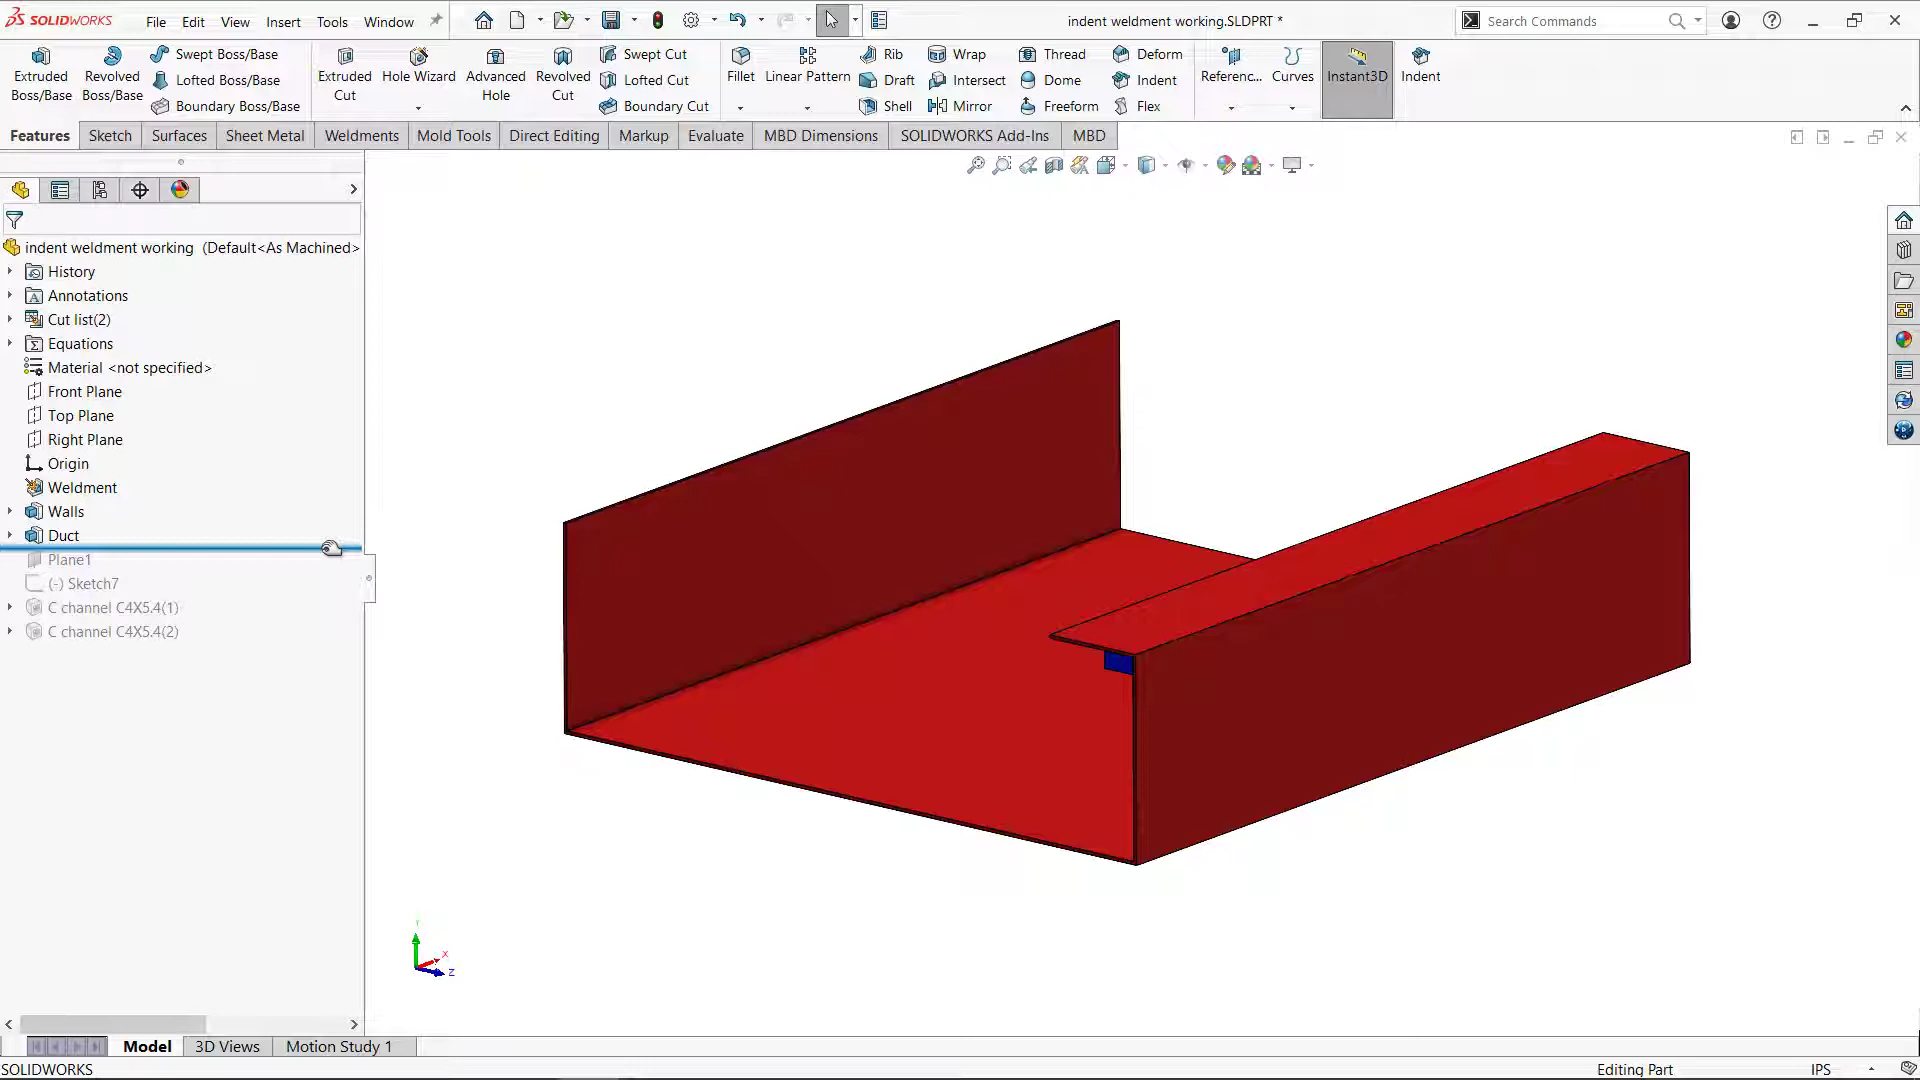 SOLIDWORKS File Edit View Insert Tools Window indent weldment working.SLDPRT * Search Commands
Extruded Boss/Base
Revolved Boss/Base
Swept Boss/Base
Lofted Boss/Base
Boundary Boss/Base
Extruded Cut
Hole Wizard
Advanced Hole
Revolved Cut
Swept Cut
Lofted Cut
Boundary Cut
Fillet
Linear Pattern
Rib
Draft
Shell
Wrap
Intersect
Mirror
Thread
Dome
Freeform
Deform
Indent
Flex
Referenc...
Curves
Instant3D
Indent
Features Sketch Surfaces Sheet Metal Weldments Mold Tools Direct Editing Markup Evaluate MBD Dimensions SOLIDWORKS Add-Ins MBD
indent weldment working (Default<As Machined>
History
Annotations
Cut list(2)
Equations
Material <not specified>
Front Plane
Top Plane
Right Plane
Origin
Weldment
Walls
Duct
Plane1
(-) Sketch7
C channel C4X5.4(1)
C channel C4X5.4(2)
Y
X
Z
Model 3D Views Motion Study 1
SOLIDWORKS Editing Part IPS